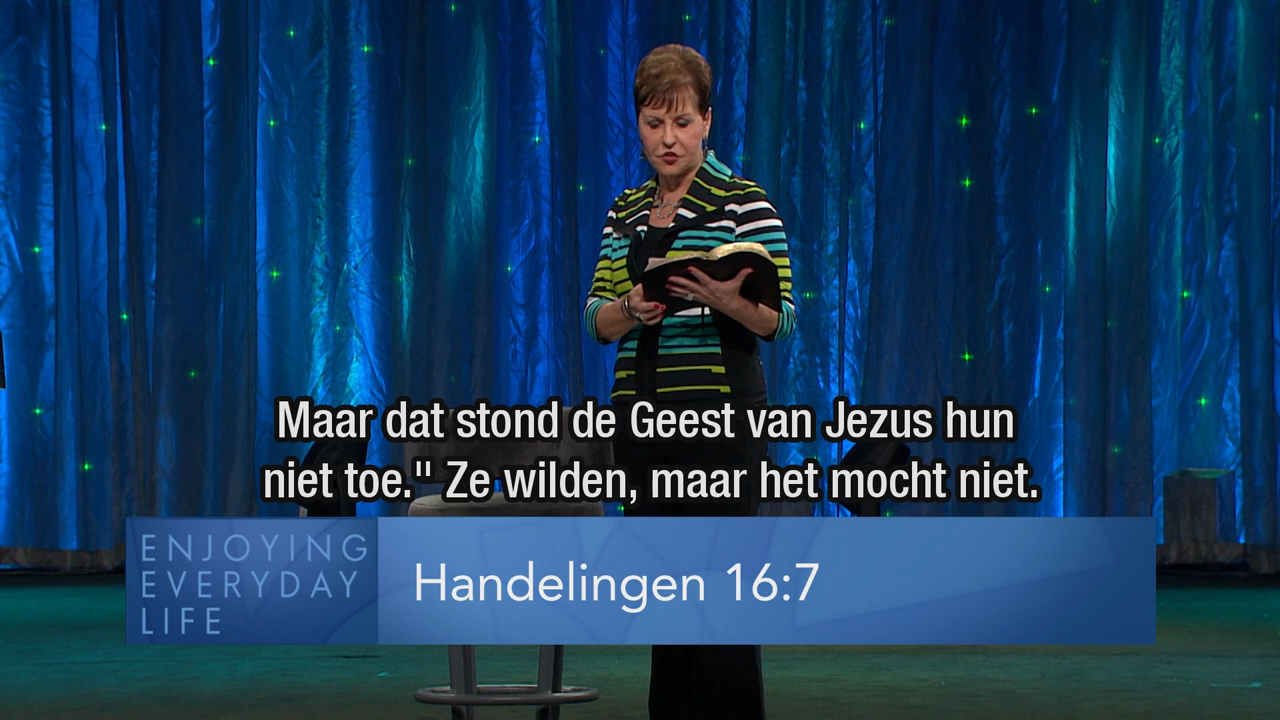 Maar dat stond de Geest van Jezus hun
niet toe." Ze wilden, maar het mocht niet.
ENJOYING
EVERYDAY
LIFE
Handelingen 16:7